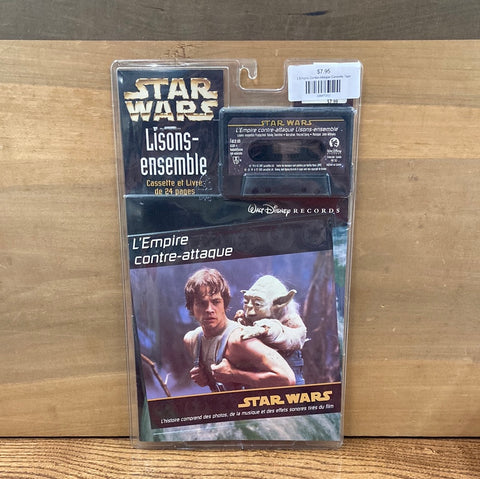 $7.95
$7.95
STAR
WARS
Lisons-
ensemble
Cassette et Livre
de 24 pages
STAR WARS
L'Empire contre-attaque Lisons-ensemble
WALT DISNEY RECORDS
L'Empire
contre-attaque
STAR WARS
L'histoire comprend des photos, de la musique et des effets sonores tirés du film